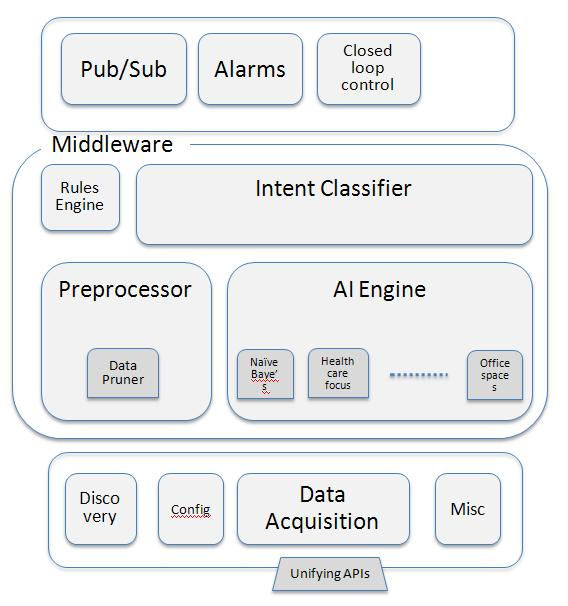 Pub/Sub
Alarms
Closed
loop
control
Middleware
Rules
Engine
Intent Classifier
Preprocessor
AI Engine
Data
Pruner
Naïve
Baye’
s
Health
care
focus
Office
space
s
Disco
very
Config
Data
Acquisition
Misc
Unifying APIs